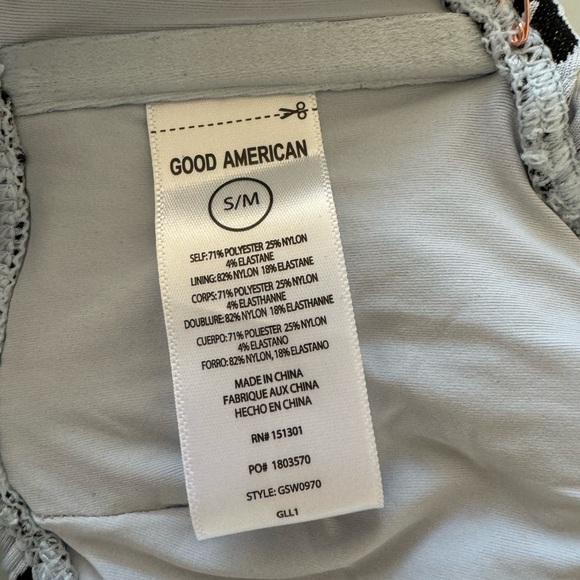 GOOD AMERICAN
S/M
SELF: 71% POLYESTER 25% NYLON
4% ELASTANE
LINING: 82% NYLON 18% ELASTANE
CORPS: 71% POLYESTER 25% NYLON
4% ELASTHANNE
DOUBLURE: 82% NYLON 18% ELASTHANNE
CUERPO: 71% POLIESTER 25% NYLON
4% ELASTANO
FORRO: 82% NYLON, 18% ELASTANO
MADE IN CHINA
FABRIQUE AUX CHINA
HECHO EN CHINA
RN# 151301
PO# 1803570
STYLE: GSW0970
GLL1